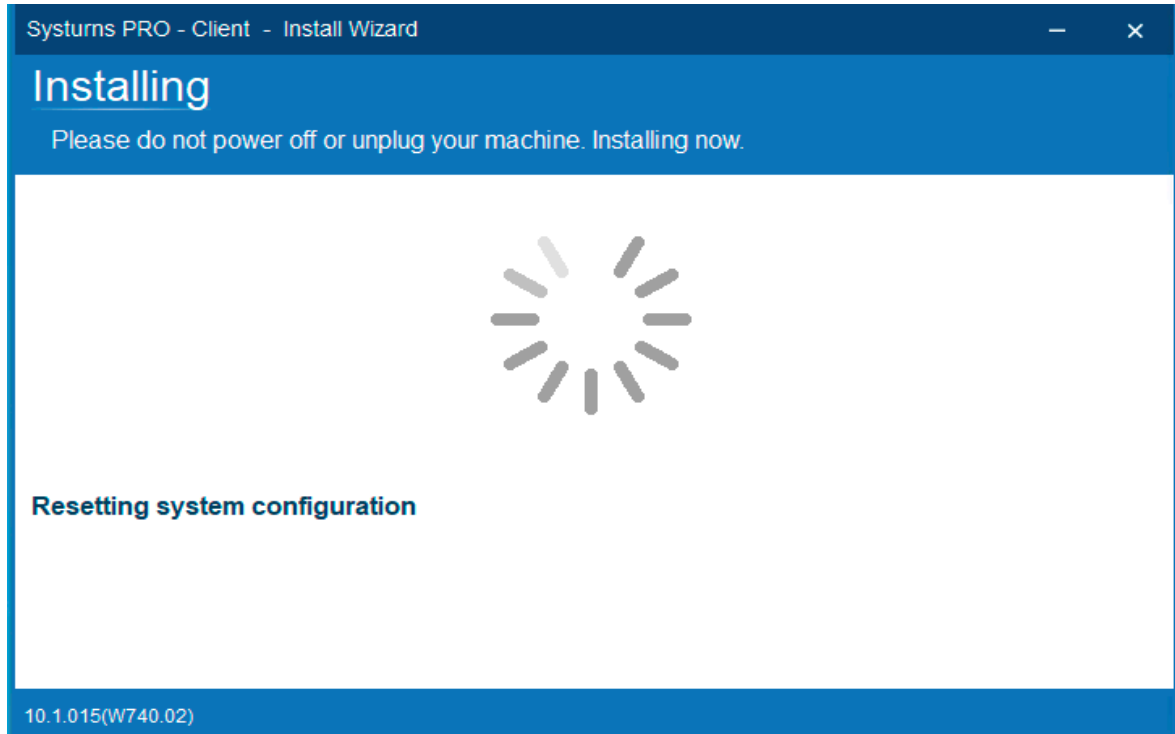 Systurns PRO - Client - Install Wizard
Installing
Please do not power off or unplug your machine. Installing now.
Resetting system configuration
10.1.015(W740.02)